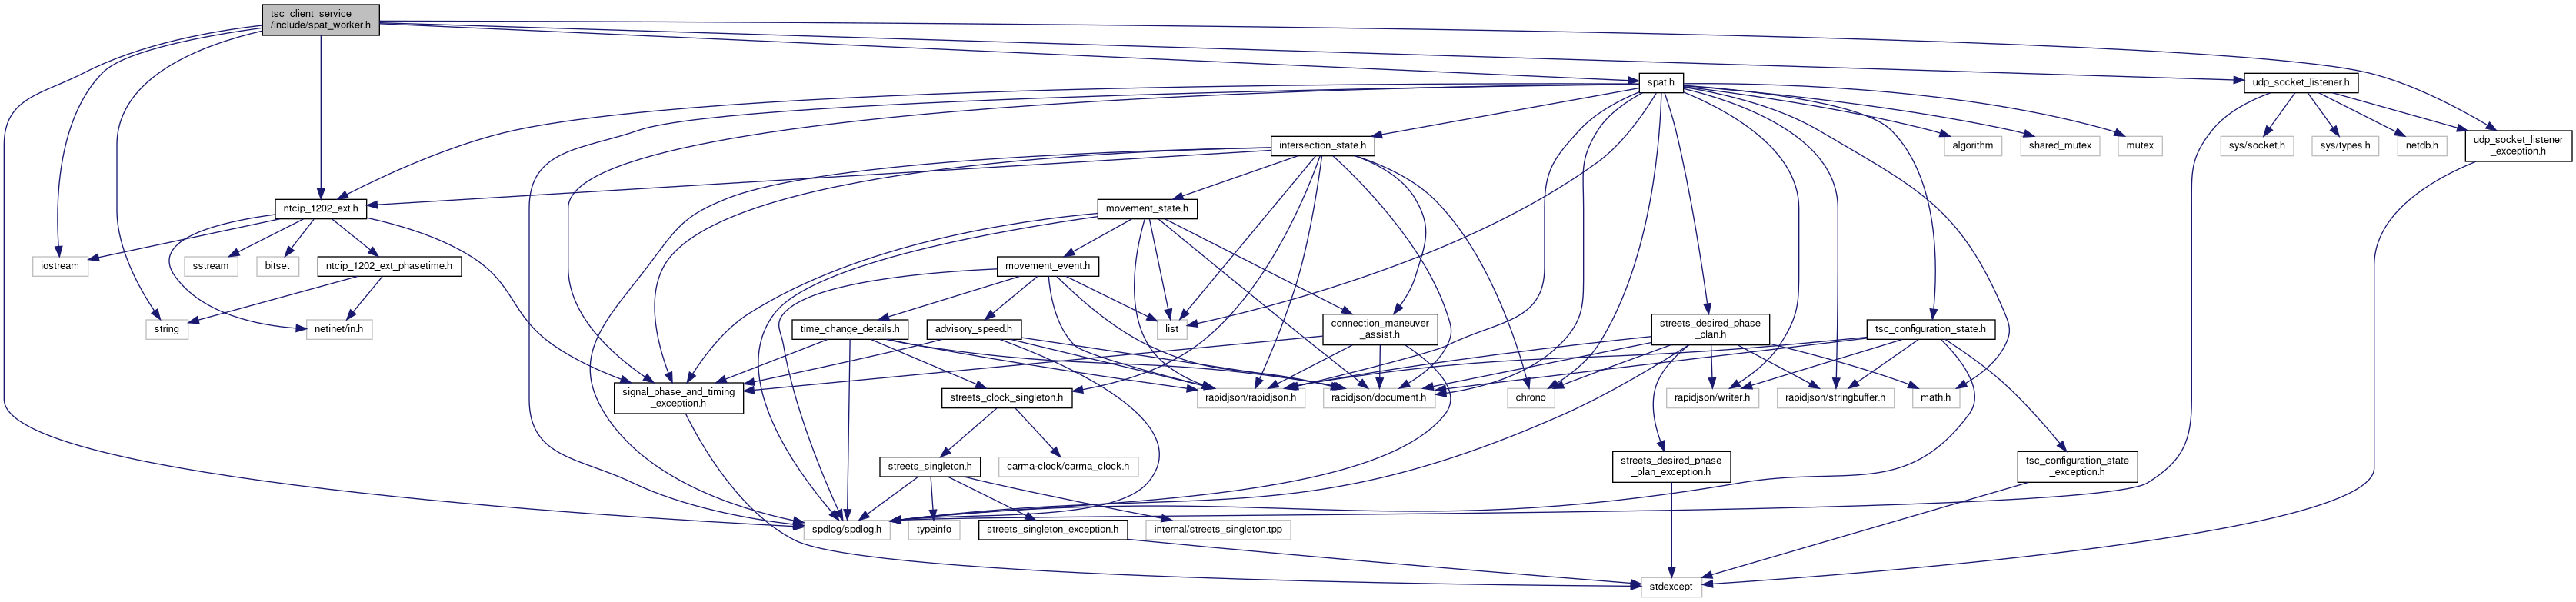 tsc_client_service
/include/spat_worker.h
spat.h
udp_socket_listener.h
intersection_state.h
algorithm
shared_mutex
mutex
sys/socket.h
sys/types.h
netdb.h
udp_socket_listener
_exception.h
ntcip_1202_ext.h
movement_state.h
iostream
sstream
bitset
ntcip_1202_ext_phasetime.h
movement_event.h
string
netinet/in.h
time_change_details.h
advisory_speed.h
list
connection_maneuver
_assist.h
streets_desired_phase
_plan.h
tsc_configuration_state.h
signal_phase_and_timing
_exception.h
streets_clock_singleton.h
rapidjson/rapidjson.h
rapidjson/document.h
chrono
rapidjson/writer.h
rapidjson/stringbuffer.h
math.h
streets_singleton.h
carma-clock/carma_clock.h
streets_desired_phase
_plan_exception.h
tsc_configuration_state
_exception.h
spdlog/spdlog.h
typeinfo
streets_singleton_exception.h
internal/streets_singleton.tpp
stdexcept